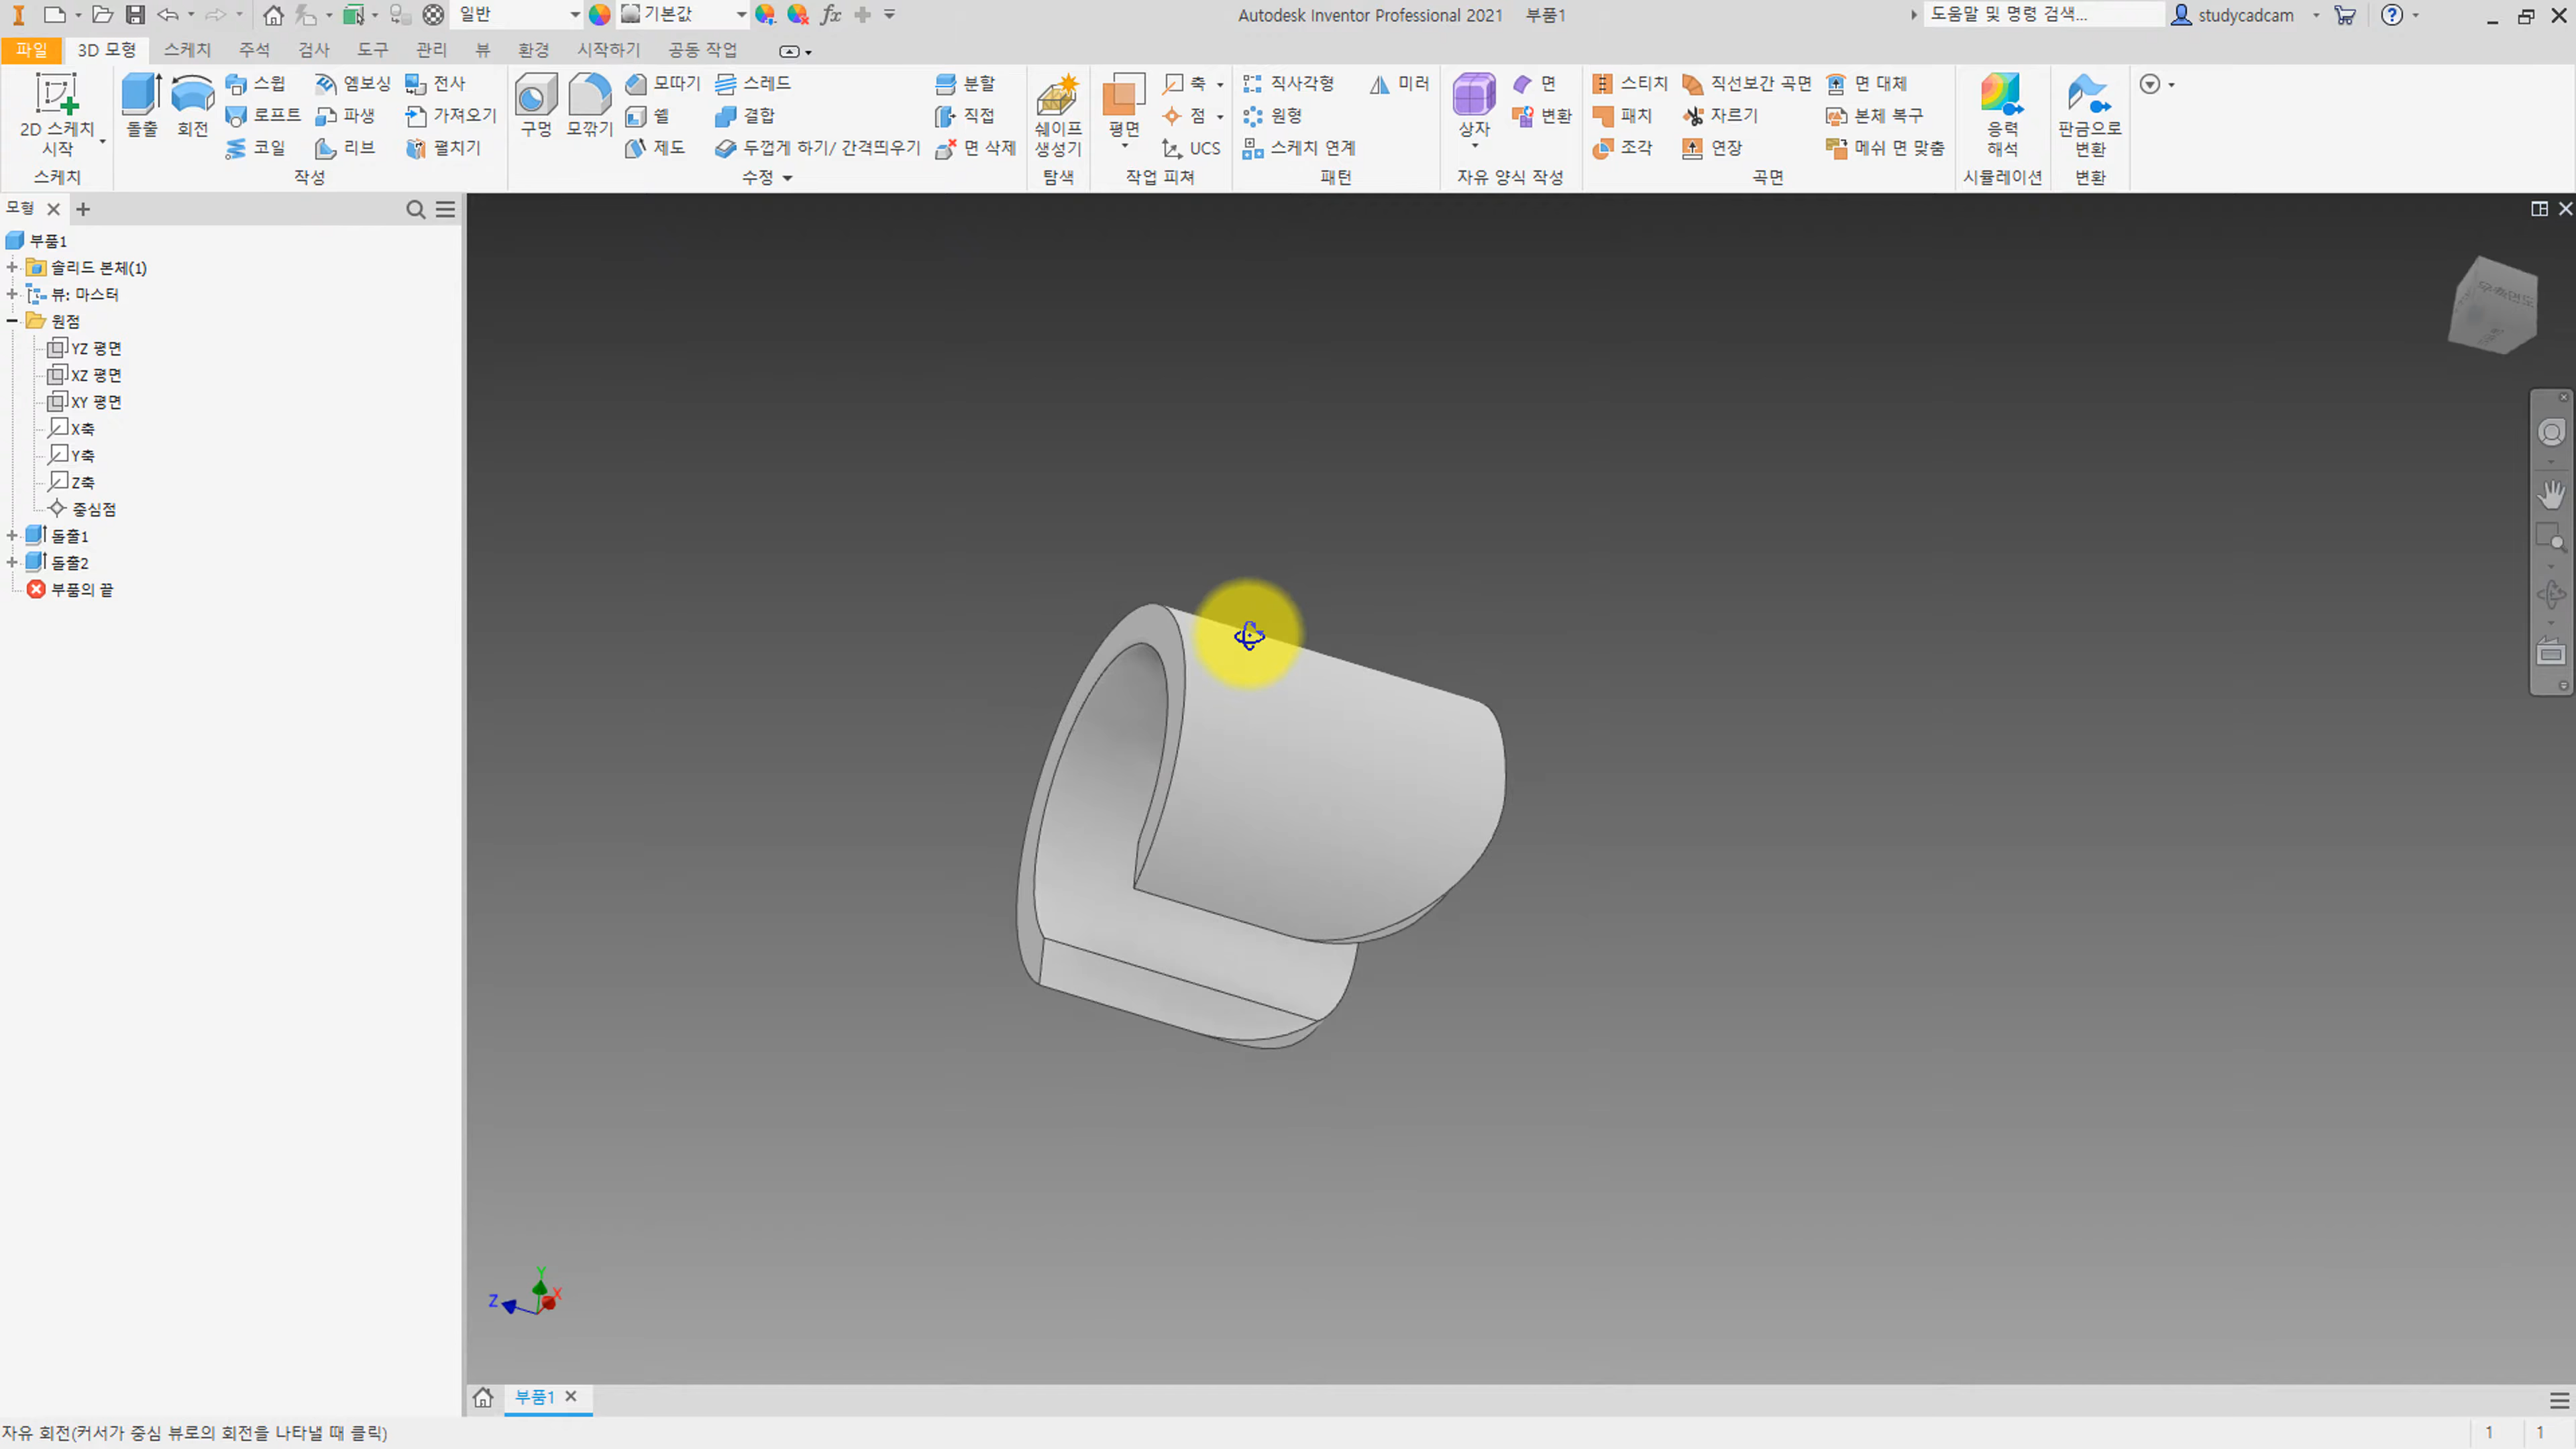 일반
기본값
fx
Autodesk Inventor Professional 2021 부품1
도움말 및 명령 검색...
studycadcam
파일 3D 모형 스케치 주석 검사 도구 관리 뷰 환경 시작하기 공동 작업
2D 스케치
시작
돌출
회전
스윕
로프트
코일
엠보싱
파생
리브
전사
가져오기
펼치기
구멍
모깎기
모따기
쉘
제도
스레드
결합
두껍게 하기/ 간격띄우기
분할
직접
면 삭제
쉐이프
생성기
평면
축
점
UCS
직사각형
원형
스케치 연계
미러
상자
면
변환
스티치
패치
조각
직선보간 곡면
자르기
연장
면 대체
본체 복구
메쉬 면 맞춤
응력
해석
판금으로
변환
스케치 작성 수정 탐색 작업 피쳐 패턴 자유 양식 작성 곡면 시뮬레이션 변환
모형
부품1
솔리드 본체(1)
뷰: 마스터
원점
YZ 평면
XZ 평면
XY 평면
X축
Y축
Z축
중심점
돌출1
돌출2
부품의 끝
Y
Z
X
부품1
자유 회전(커서가 중심 뷰로의 회전을 나타낼 때 클릭)
1 1